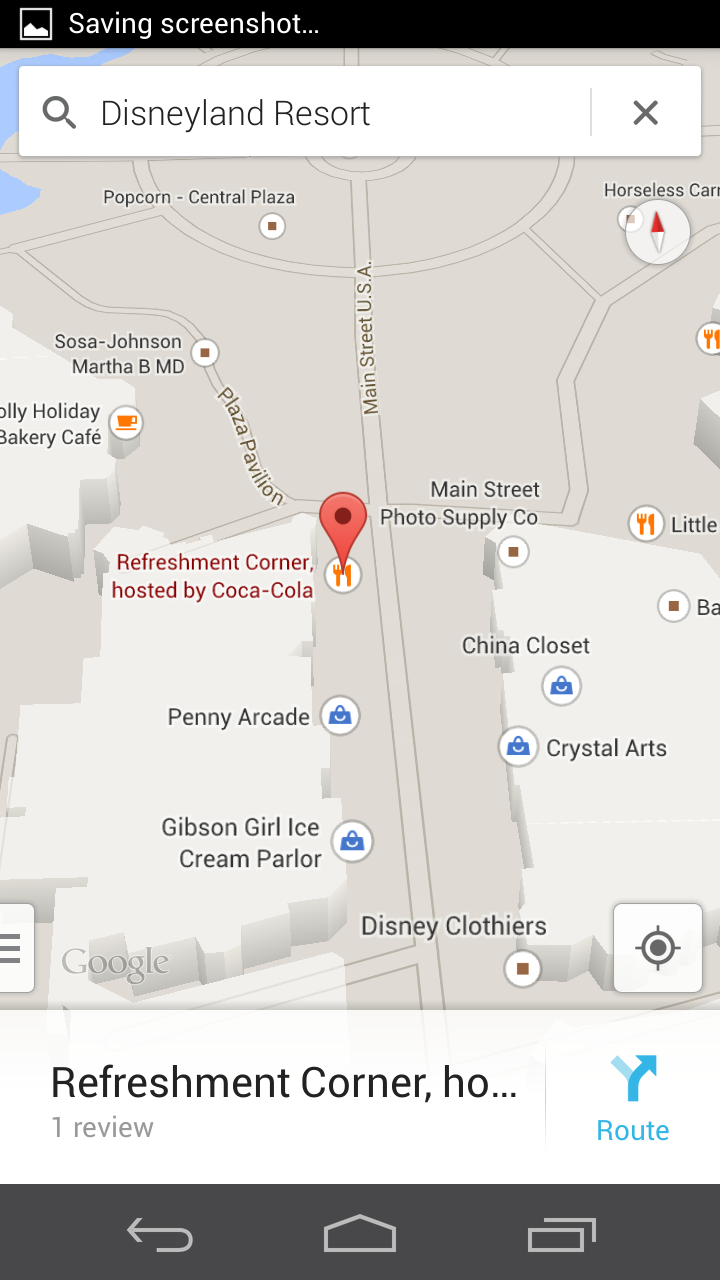 Saving screenshot...
Disneyland Resort
Popcorn - Central Plaza
Horseless Carr
Main Street U.S.A.
Sosa-Johnson
Martha B MD
olly Holiday
Bakery Café
Plaza Pavilion
Main Street
Photo Supply Co
Little
Refreshment Corner,
hosted by Coca-Cola
Ba
China Closet
Penny Arcade
Crystal Arts
Gibson Girl Ice
Cream Parlor
Disney Clothiers
Google
Refreshment Corner, ho...
1 review
Route